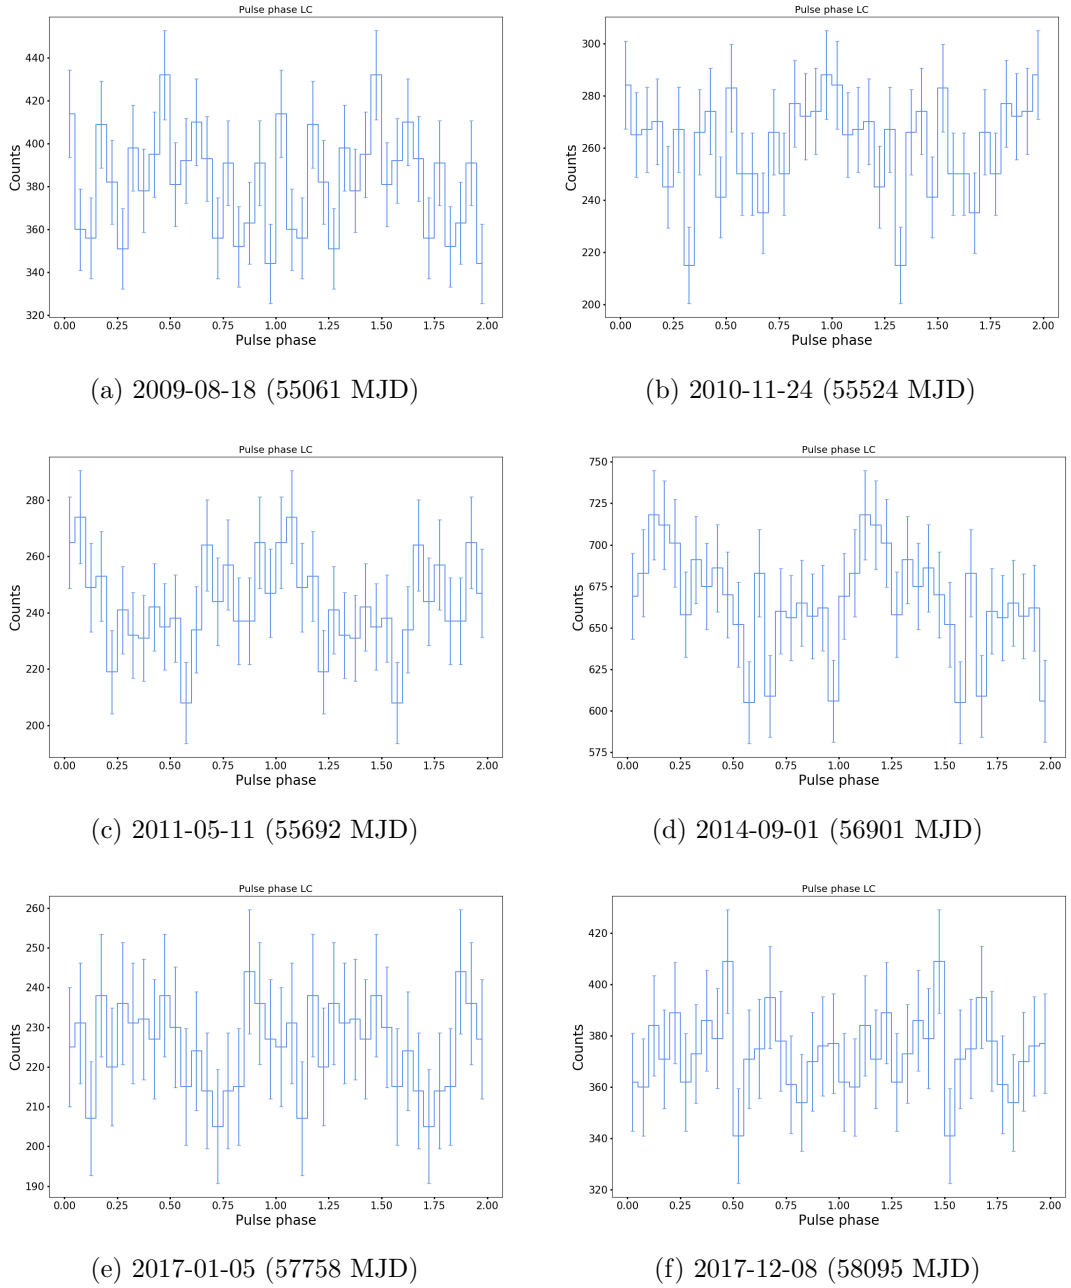 Pulse phase LC
Counts
440
420
400
380
360
340
320
0.00 0.25 0.50 0.75 1.00 1.25 1.50 1.75 2.00
Pulse phase
(a) 2009-08-18 (55061 MJD)
Pulse phase LC
Counts
300
280
260
240
220
200
0.00 0.25 0.50 0.75 1.00 1.25 1.50 1.75 2.00
Pulse phase
(b) 2010-11-24 (55524 MJD)
Pulse phase LC
Counts
280
260
240
220
200
0.00 0.25 0.50 0.75 1.00 1.25 1.50 1.75 2.00
Pulse phase
(c) 2011-05-11 (55692 MJD)
Pulse phase LC
Counts
750
725
700
675
650
625
600
575
0.00 0.25 0.50 0.75 1.00 1.25 1.50 1.75 2.00
Pulse phase
(d) 2014-09-01 (56901 MJD)
Pulse phase LC
Counts
260
250
240
230
220
210
200
190
0.00 0.25 0.50 0.75 1.00 1.25 1.50 1.75 2.00
Pulse phase
(e) 2017-01-05 (57758 MJD)
Pulse phase LC
Counts
420
400
380
360
340
320
0.00 0.25 0.50 0.75 1.00 1.25 1.50 1.75 2.00
Pulse phase
(f) 2017-12-08 (58095 MJD)